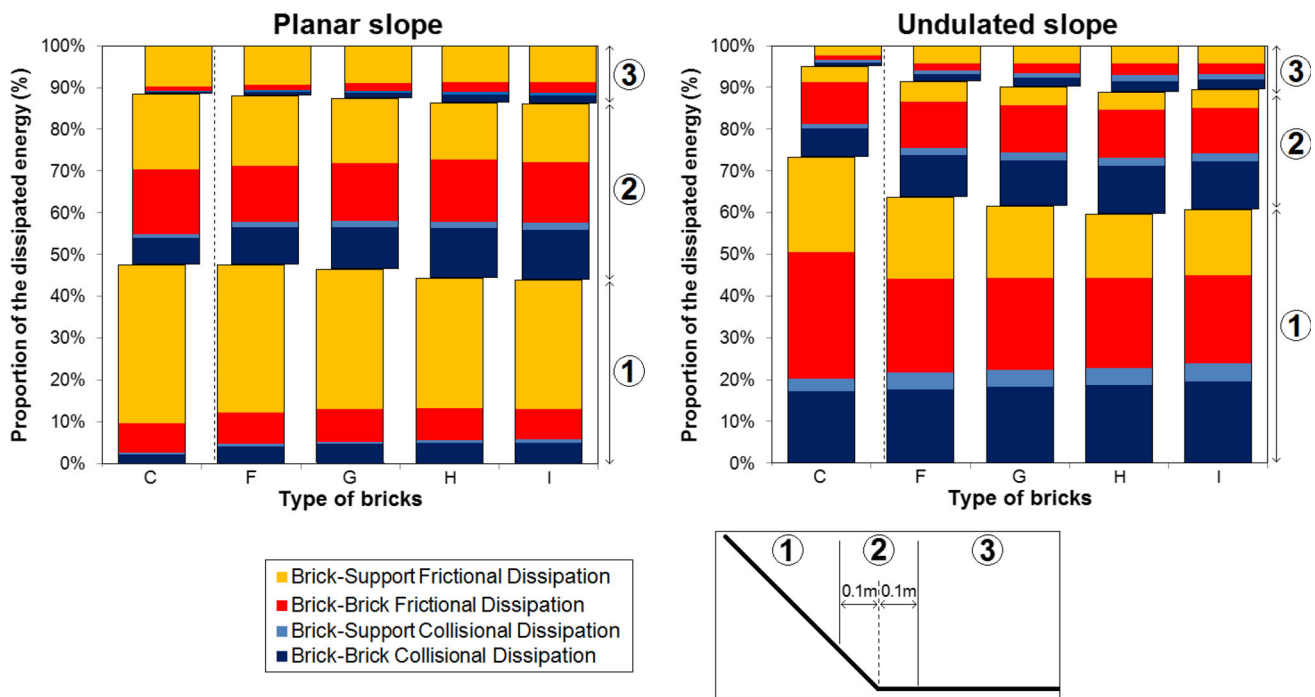 Planar slope
Proportion of the dissipated energy (%)
100%
90%
80%
70%
60%
50%
40%
30%
20%
10%
0%
C F G H I
Type of bricks
3
2
1
Undulated slope
Proportion of the dissipated energy (%)
100%
90%
80%
70%
60%
50%
40%
30%
20%
10%
0%
C F G H I
Type of bricks
3
2
1
Brick-Support Frictional Dissipation
Brick-Brick Frictional Dissipation
Brick-Support Collisional Dissipation
Brick-Brick Collisional Dissipation
1 2 3
0.1m 0.1m